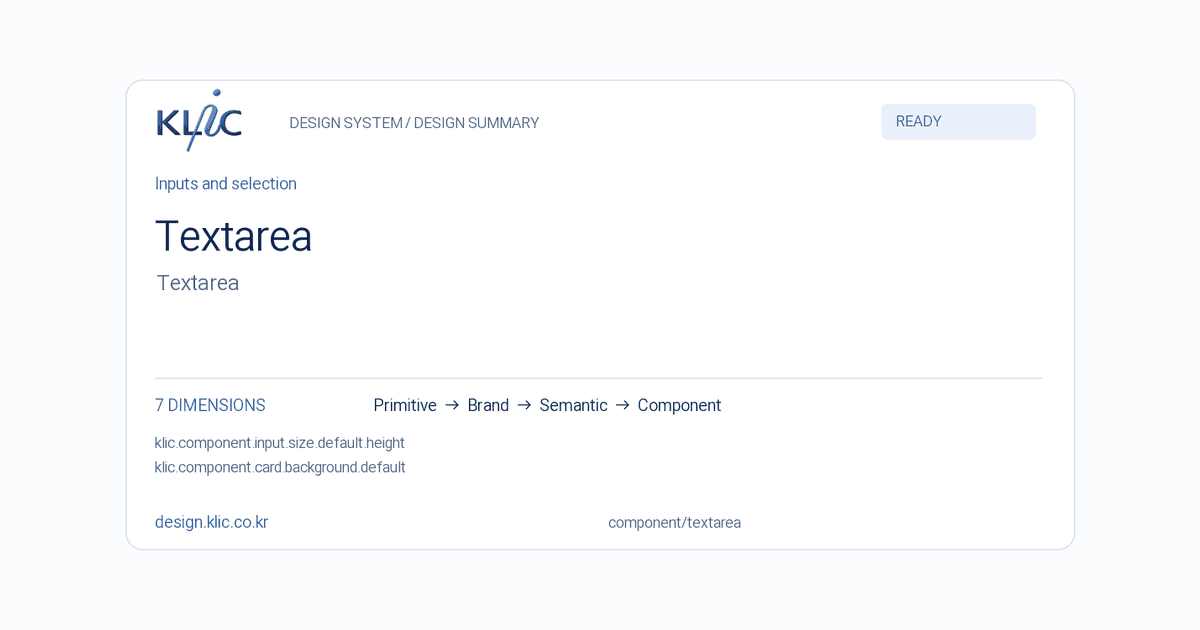 KLiC
DESIGN SYSTEM / DESIGN SUMMARY
READY
Inputs and selection
Textarea
Textarea
7 DIMENSIONS
Primitive → Brand → Semantic → Component
klic.component.input.size.default.height
klic.component.card.background.default
design.klic.co.kr
component/textarea